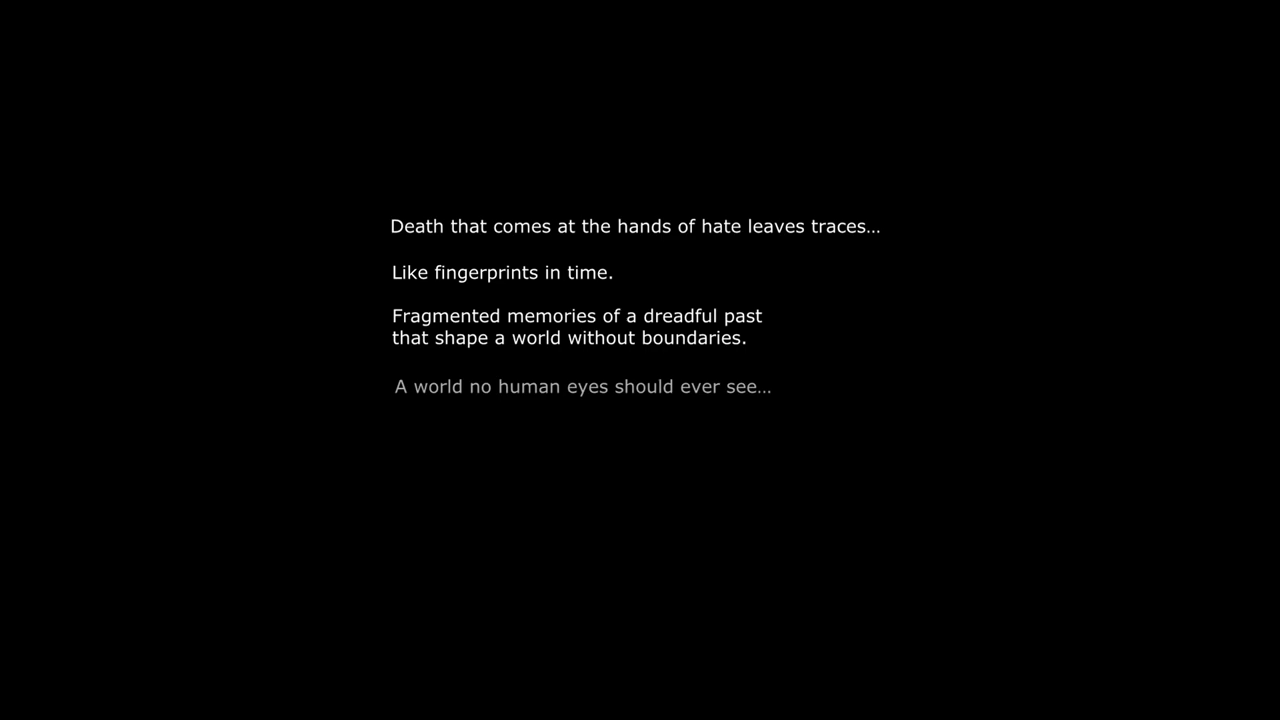 Death that comes at the hands of hate leaves traces...
Like fingerprints in time.
Fragmented memories of a dreadful past
that shape a world without boundaries.
A world no human eyes should ever see...